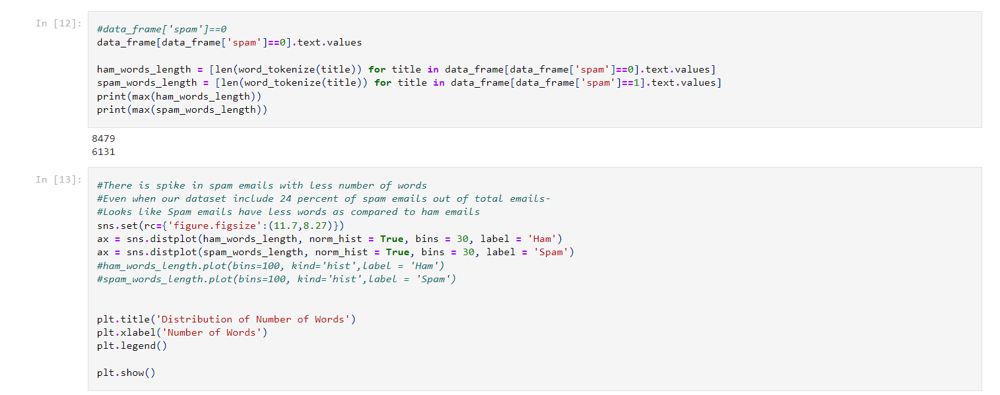 In [12]:
#data_frame['spam']==0
data_frame[data_frame['spam']==0].text.values
ham_words_length = [len(word_tokenize(title)) for title in data_frame[data_frame['spam']==0].text.values]
spam_words_length = [len(word_tokenize(title)) for title in data_frame[data_frame['spam']==1].text.values]
print(max(ham_words_length))
print(max(spam_words_length))
8479
6131
In [13]:
#There is spike in spam emails with less number of words
#Even when our dataset include 24 percent of spam emails out of total emails-
#Looks like Spam emails have less words as compared to ham emails
sns.set(rc={'figure.figsize':(11.7,8.27)})
ax = sns.distplot(ham_words_length, norm_hist = True, bins = 30, label = 'Ham')
ax = sns.distplot(spam_words_length, norm_hist = True, bins = 30, label = 'Spam')
#ham_words_length.plot(bins=100, kind='hist',label = 'Ham')
#spam_words_length.plot(bins=100, kind='hist',label = 'Spam')
plt.title('Distribution of Number of Words')
plt.xlabel('Number of Words')
plt.legend()
plt.show()